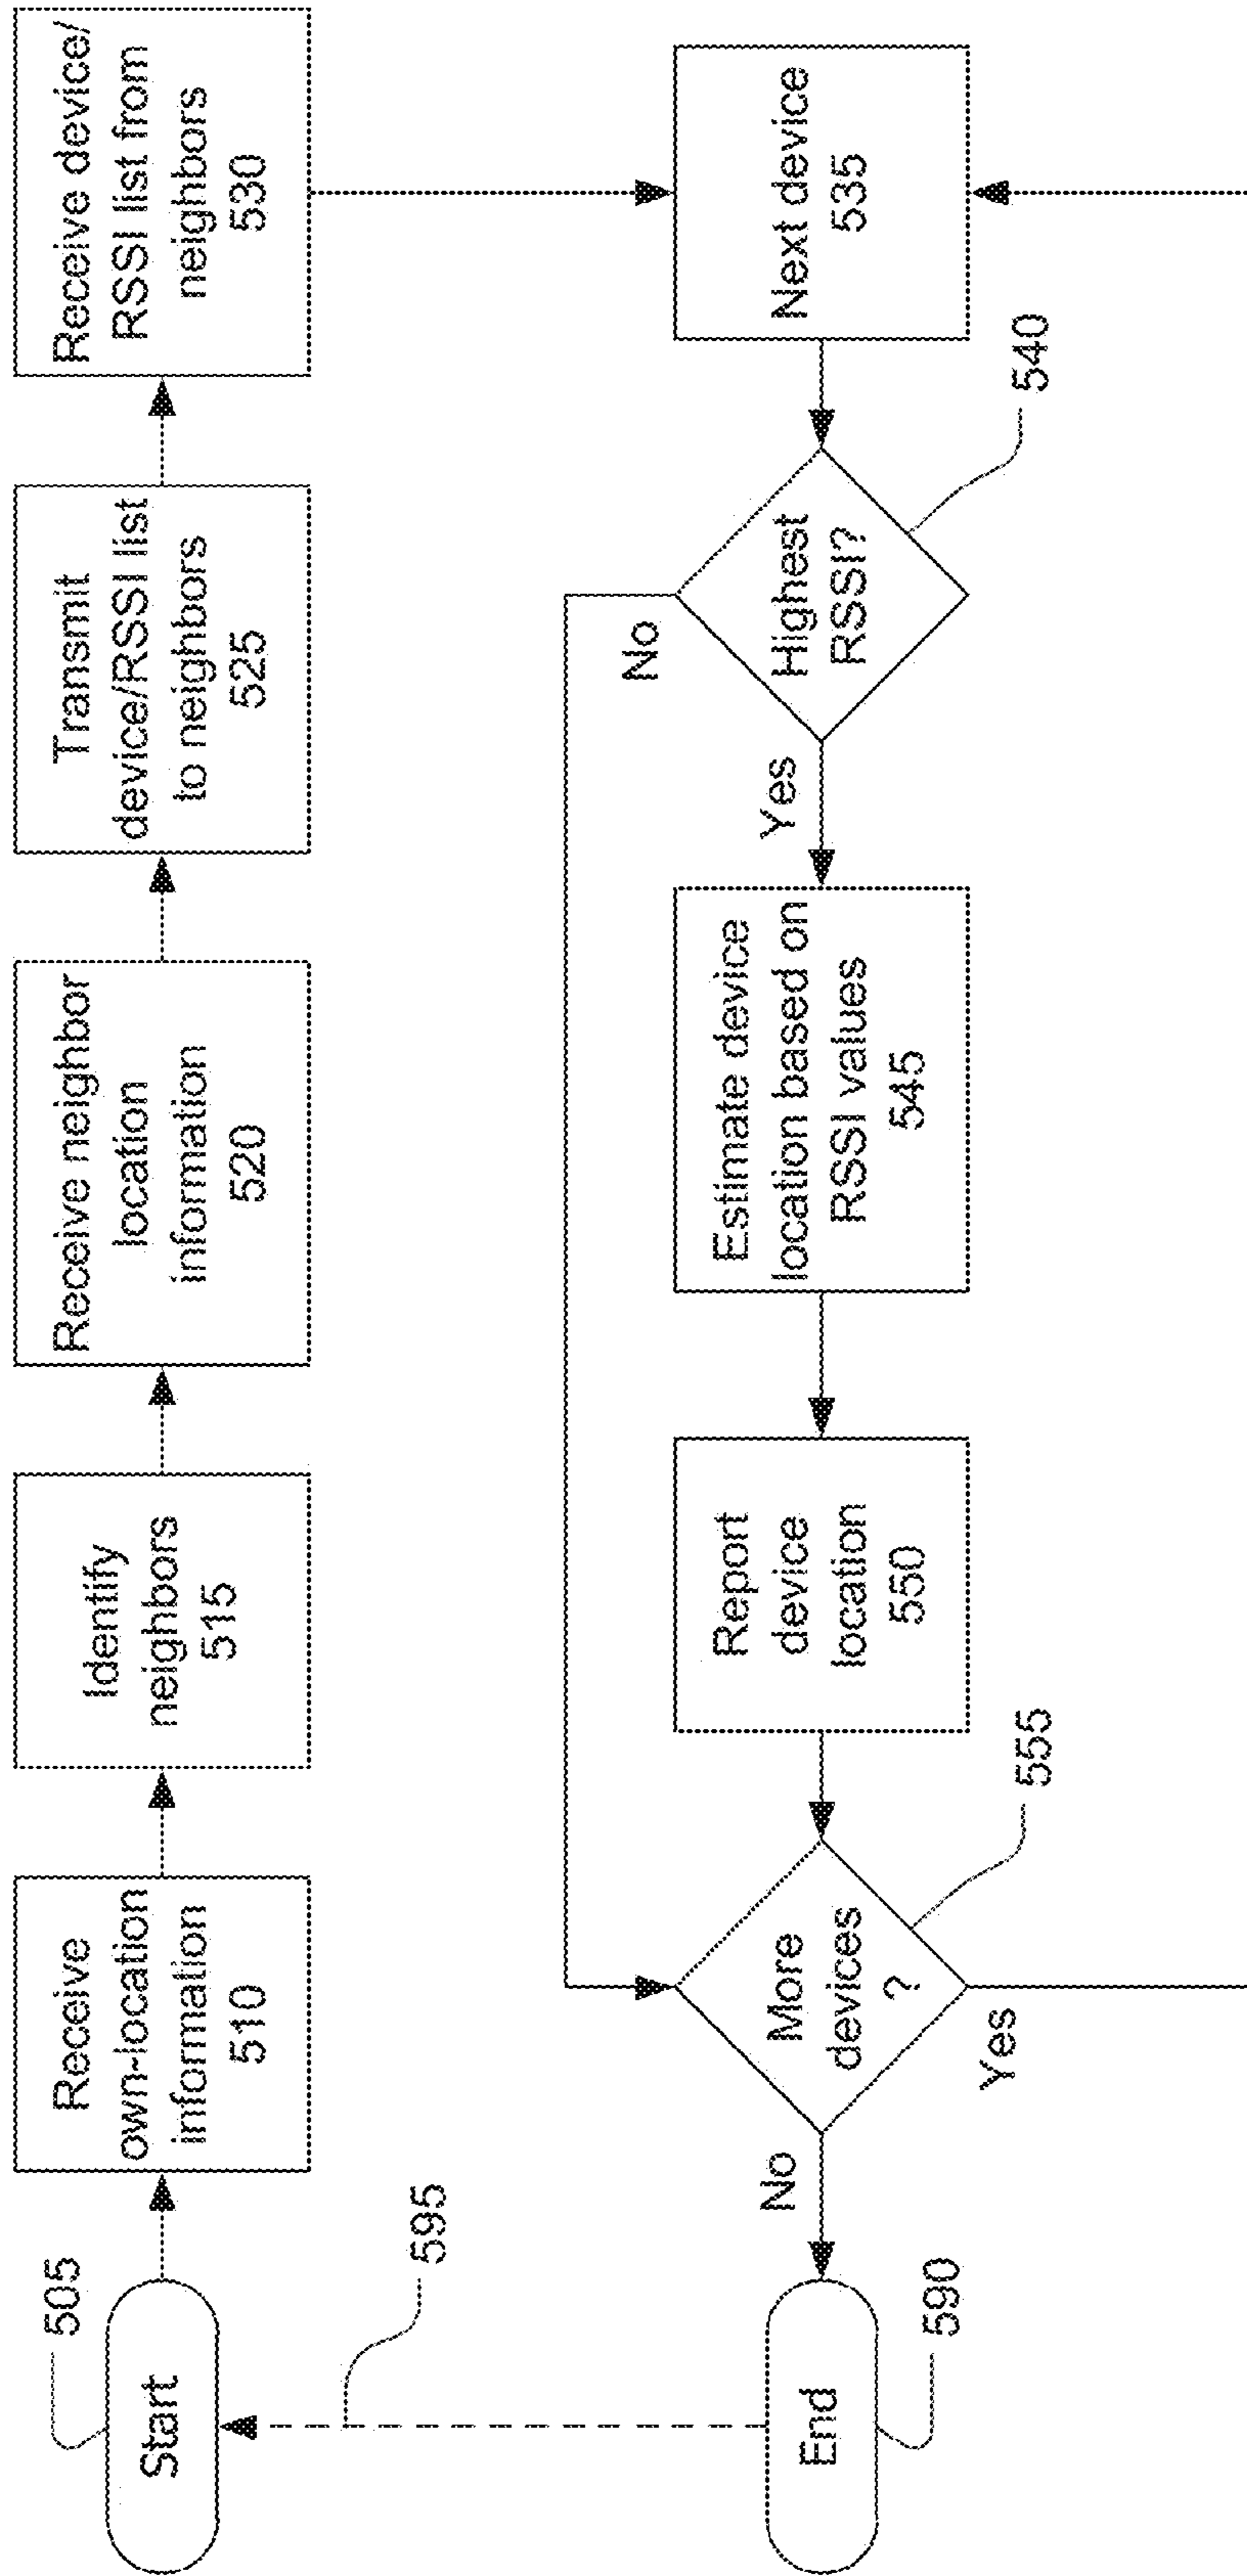 505
Start
Receive
own-location
information
510
Identify
neighbors
515
Receive neighbor
location
information
520
Transmit
device/RSSI list
to neighbors
525
Receive device/
RSSI list from
neighbors
530
Next device
535
Highest
RSSI?
540
No
Yes
Estimate device
location based on
RSSI values
545
Report
device
location
550
More
devices
?
555
Yes
No
End
590
595